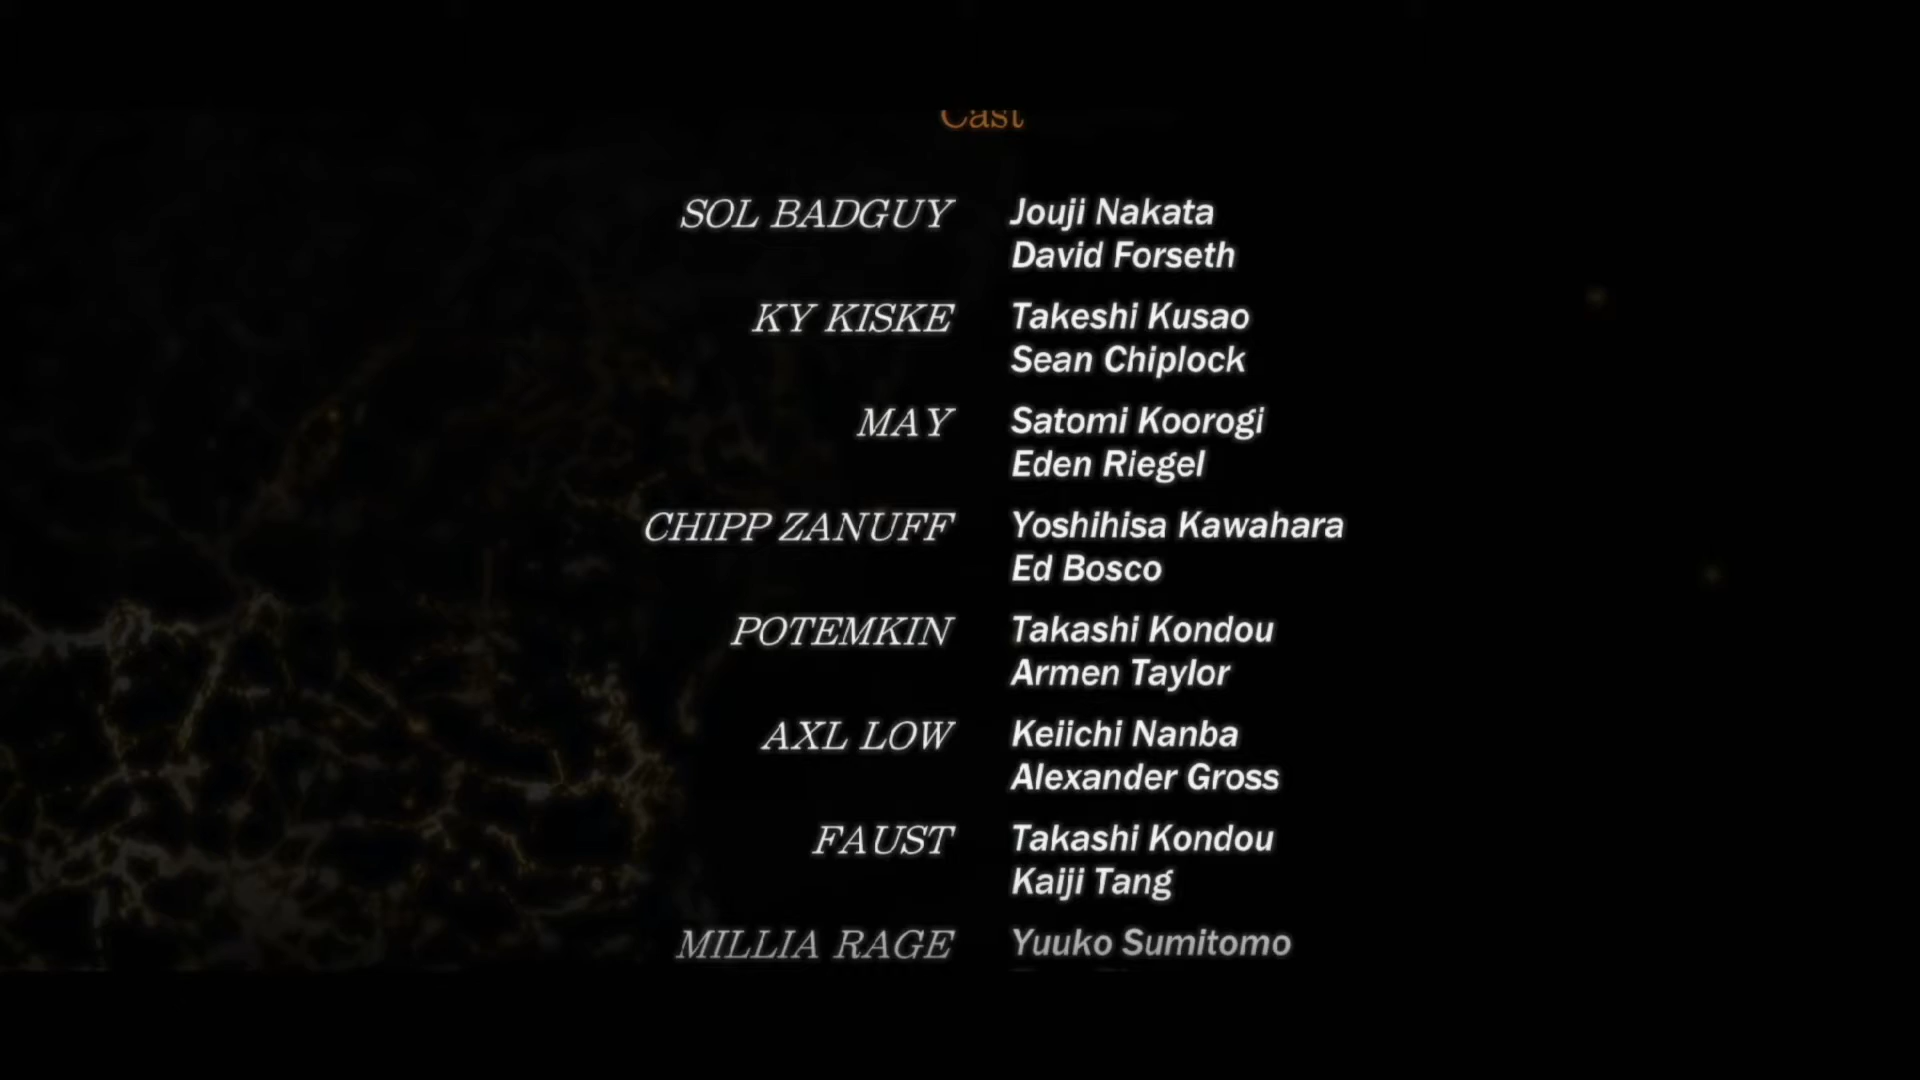 Cast
SOL BADGUY Jouji Nakata
David Forseth
KY KISKE Takeshi Kusao
Sean Chiplock
MAY Satomi Koorogi
Eden Riegel
CHIPP ZANUFF Yoshihisa Kawahara
Ed Bosco
POTEMKIN Takashi Kondou
Armen Taylor
AXL LOW Keiichi Nanba
Alexander Gross
FAUST Takashi Kondou
Kaiji Tang
MILLIA RAGE Yuuko Sumitomo